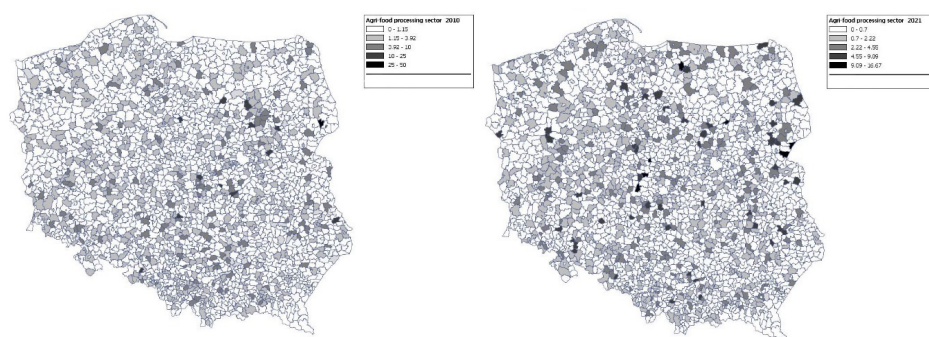 Agri-food processing sector 2010
0 - 1.15
1.15 - 3.92
3.92 - 10
10 - 25
25 - 50
Agri-food processing sector 2021
0 - 0.7
0.7 - 2.22
2.22 - 4.55
4.55 - 9.09
9.09 - 16.67